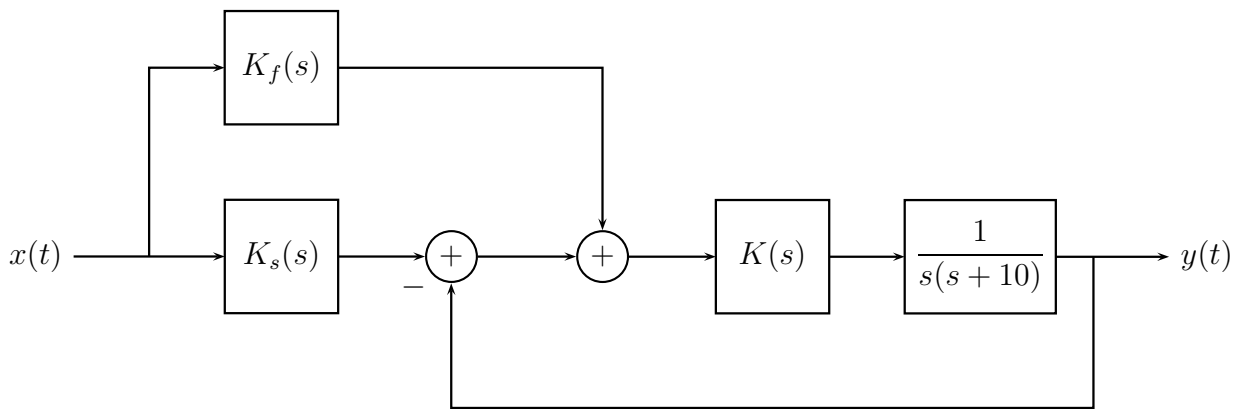 K_f(s)
x(t)
K_s(s)
+
−
+
K(s)
1
s(s + 10)
y(t)